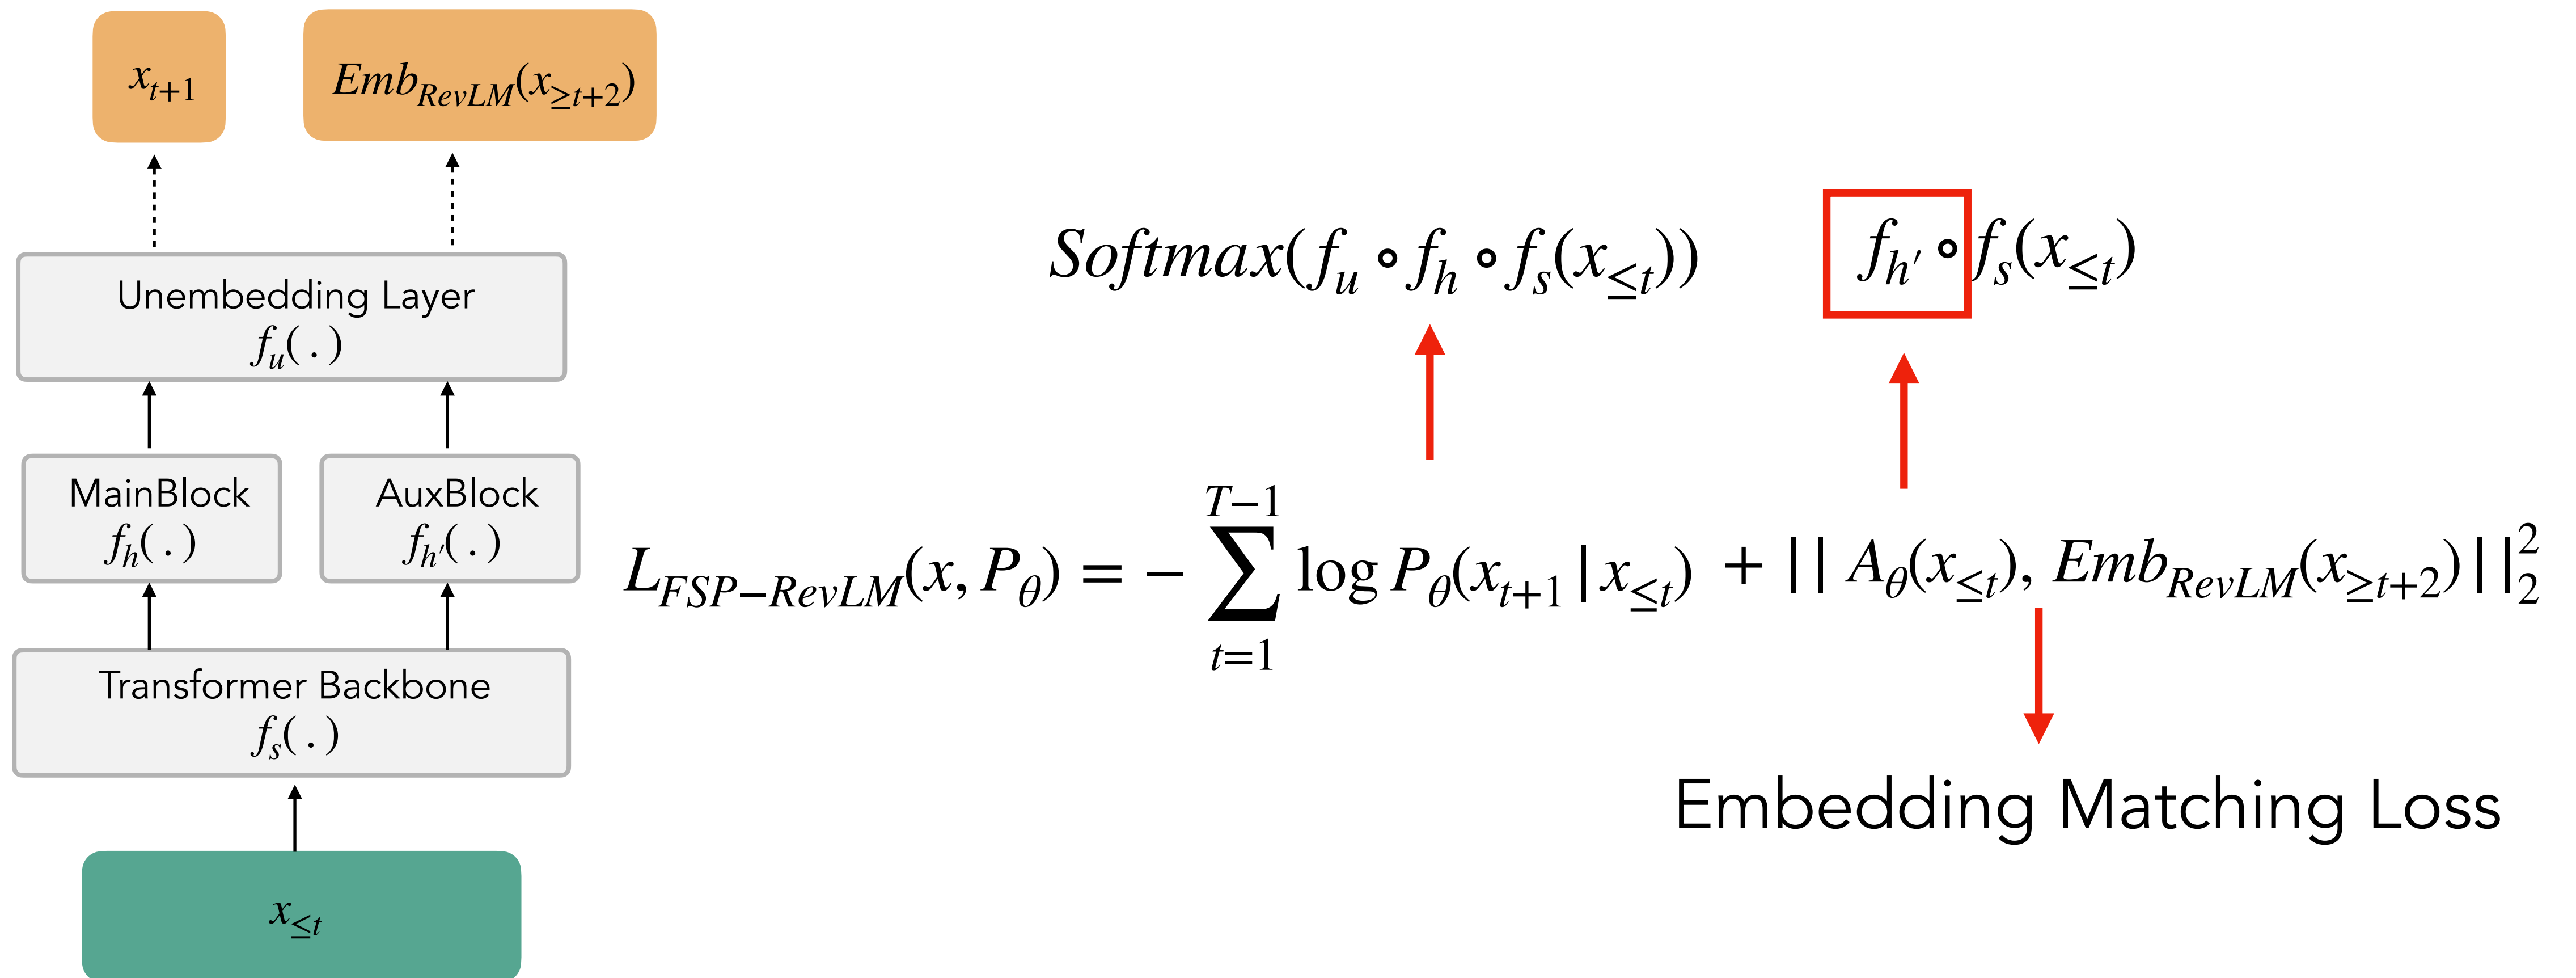 x_{t+1}
Emb_{RevLM}(x_{≥t+2})
Unembedding Layer
f_u(.)
MainBlock
f_h(.)
AuxBlock
f_{h'}(.)
Transformer Backbone
f_s(.)
x_{≤t}
Softmax(f_u ∘ f_h ∘ f_s(x_{≤t}))
f_{h'} ∘ f_s(x_{≤t})
L_{FSP−RevLM}(x, P_θ) = − ∑_{t=1}^{T−1} log P_θ(x_{t+1} | x_{≤t}) + || A_θ(x_{≤t}), Emb_{RevLM}(x_{≥t+2}) ||_2^2
Embedding Matching Loss